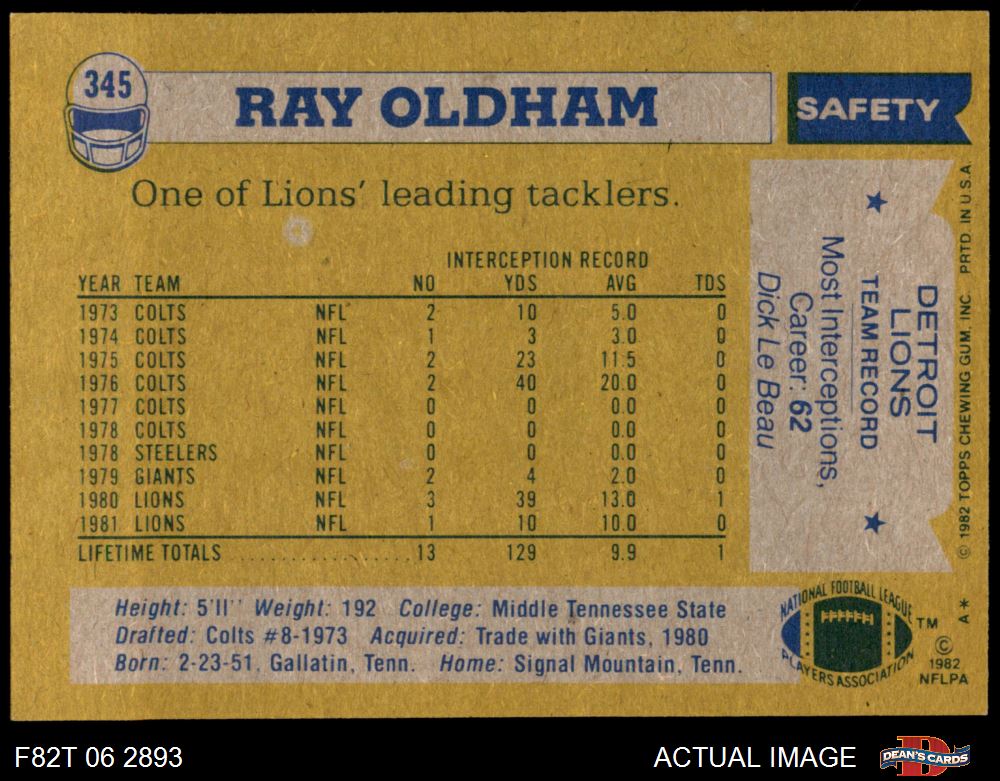 345
RAY OLDHAM
SAFETY
One of Lions' leading tacklers.
INTERCEPTION RECORD
YEAR TEAM NO YDS AVG TDS
1973 COLTS NFL 2 10 5.0 0
1974 COLTS NFL 1 3 3.0 0
1975 COLTS NFL 2 23 11.5 0
1976 COLTS NFL 2 40 20.0 0
1977 COLTS NFL 0 0 0.0 0
1978 COLTS NFL 0 0 0.0 0
1978 STEELERS NFL 0 0 0.0 0
1979 GIANTS NFL 2 4 2.0 0
1980 LIONS NFL 3 39 13.0 1
1981 LIONS NFL 1 10 10.0 0
LIFETIME TOTALS ................. 13 129 9.9 1
Height: 5'11'' Weight: 192 College: Middle Tennessee State
Drafted: Colts #8-1973 Acquired: Trade with Giants, 1980
Born: 2-23-51, Gallatin, Tenn. Home: Signal Mountain, Tenn.
DETROIT
LIONS
TEAM RECORD
Most Interceptions,
Career: 62
Dick Le Beau
© 1982 TOPPS CHEWING GUM, INC. PRTD. IN U.S.A.
A*
NATIONAL FOOTBALL LEAGUE
PLAYERS ASSOCIATION
TM
©
1982
NFLPA
F82T 06 2893
ACTUAL IMAGE
D
DEAN'S CARDS